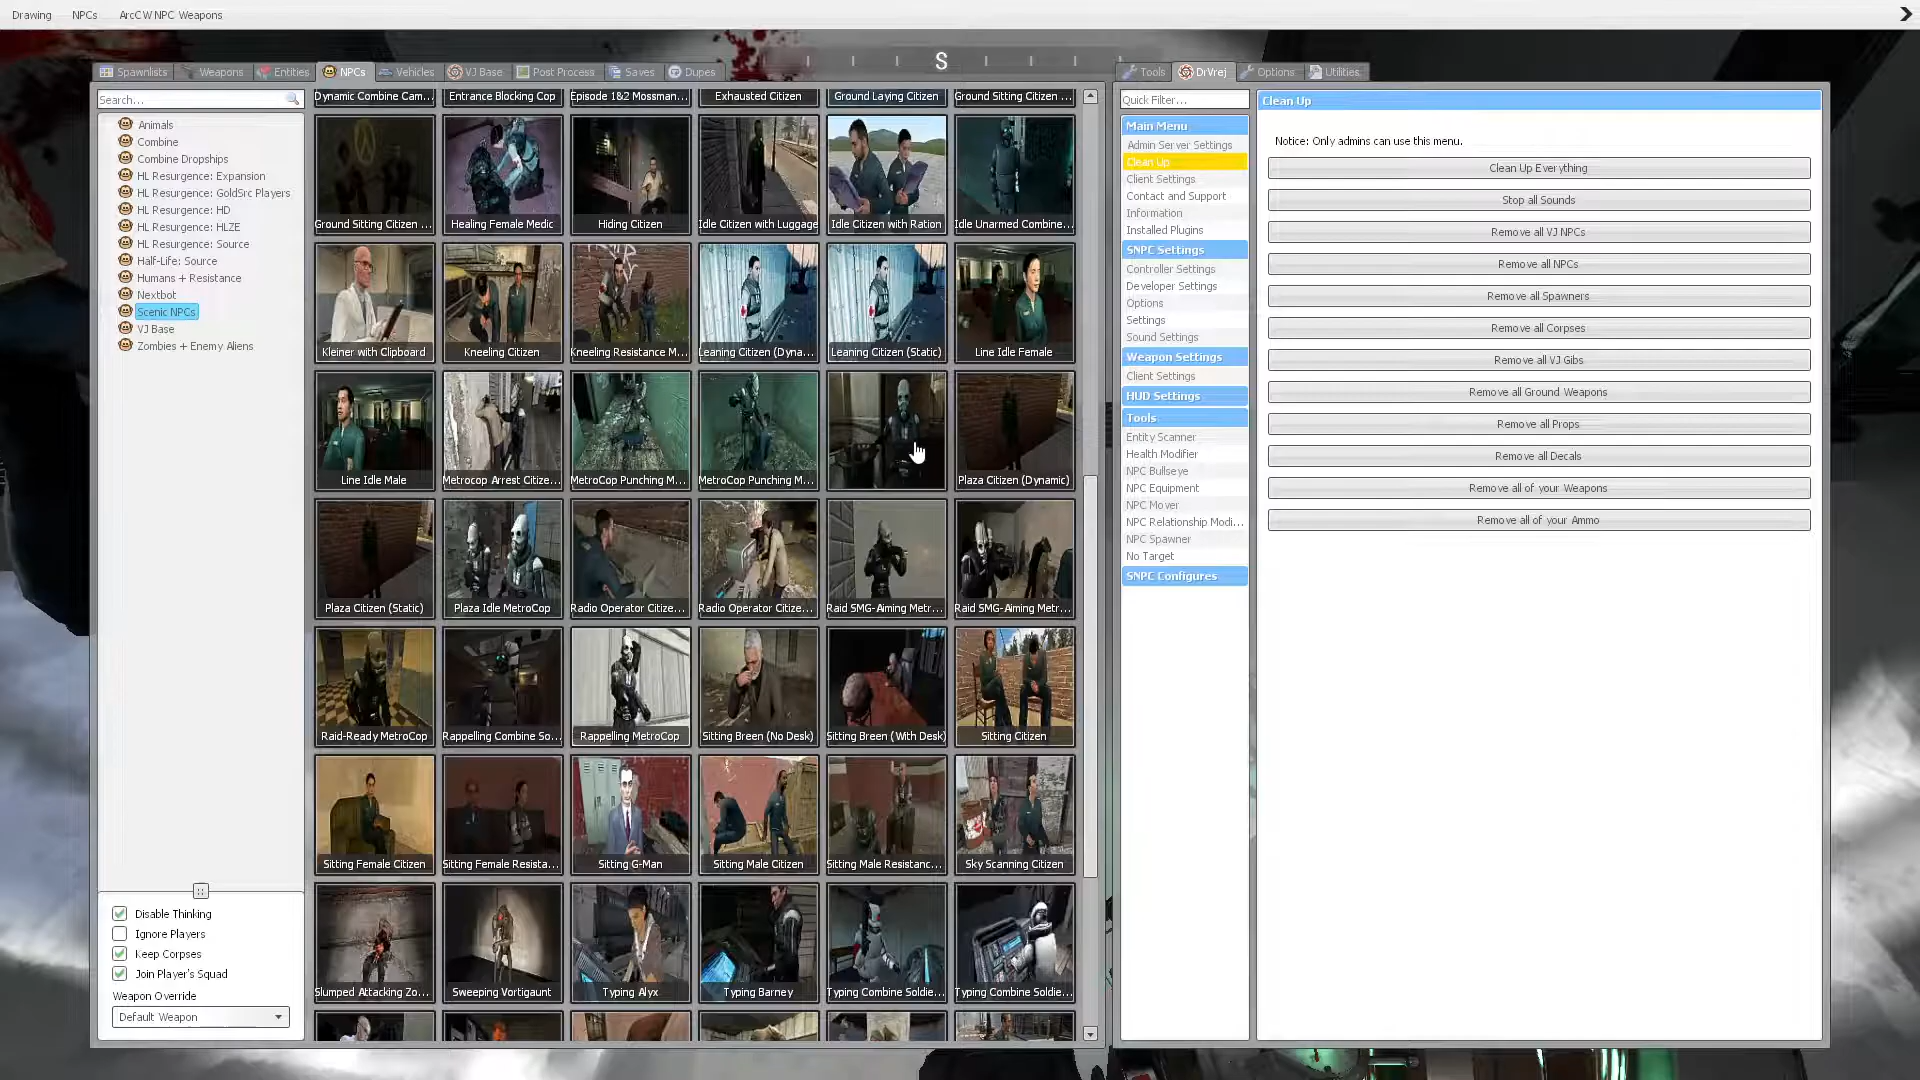 Drawing NPCs ArcCW NPC Weapons
S
Spawnlists Weapons Entities NPCs Vehicles VJ Base Post Process Saves Dupes
Search...
Animals
Combine
Combine Dropships
HL Resurgence: Expansion
HL Resurgence: GoldSrc Players
HL Resurgence: HD
HL Resurgence: HLZE
HL Resurgence: Source
Half-Life: Source
Humans + Resistance
Nextbot
Scenic NPCs
VJ Base
Zombies + Enemy Aliens
Disable Thinking
Ignore Players
Keep Corpses
Join Player's Squad
Weapon Override
Default Weapon
Dynamic Combine Cam... Entrance Blocking Cop Episode 1&2 Mossman... Exhausted Citizen Ground Laying Citizen Ground Sitting Citizen ...
Ground Sitting Citizen ... Healing Female Medic Hiding Citizen Idle Citizen with Luggage Idle Citizen with Ration Idle Unarmed Combine...
Kleiner with Clipboard Kneeling Citizen Kneeling Resistance M... Leaning Citizen (Dyna... Leaning Citizen (Static) Line Idle Female
Line Idle Male Metrocop Arrest Citize... MetroCop Punching M... MetroCop Punching M... Plaza Citizen (Dynamic)
Plaza Citizen (Static) Plaza Idle MetroCop Radio Operator Citize... Radio Operator Citize... Raid SMG-Aiming Metr... Raid SMG-Aiming Metr...
Raid-Ready MetroCop Rappelling Combine So... Rappelling MetroCop Sitting Breen (No Desk) Sitting Breen (With Desk) Sitting Citizen
Sitting Female Citizen Sitting Female Resista... Sitting G-Man Sitting Male Citizen Sitting Male Resistanc... Sky Scanning Citizen
Slumped Attacking Zo... Sweeping Vortigaunt Typing Alyx Typing Barney Typing Combine Soldie... Typing Combine Soldie...
Tools DrVrej Options Utilities
Quick Filter...
Main Menu
Admin Server Settings
Clean Up
Client Settings
Contact and Support
Information
Installed Plugins
SNPC Settings
Controller Settings
Developer Settings
Options
Settings
Sound Settings
Weapon Settings
Client Settings
HUD Settings
Tools
Entity Scanner
Health Modifier
NPC Bullseye
NPC Equipment
NPC Mover
NPC Relationship Modi...
NPC Spawner
No Target
SNPC Configures
Clean Up
Notice: Only admins can use this menu.
Clean Up Everything
Stop all Sounds
Remove all VJ NPCs
Remove all NPCs
Remove all Spawners
Remove all Corpses
Remove all VJ Gibs
Remove all Ground Weapons
Remove all Props
Remove all Decals
Remove all of your Weapons
Remove all of your Ammo